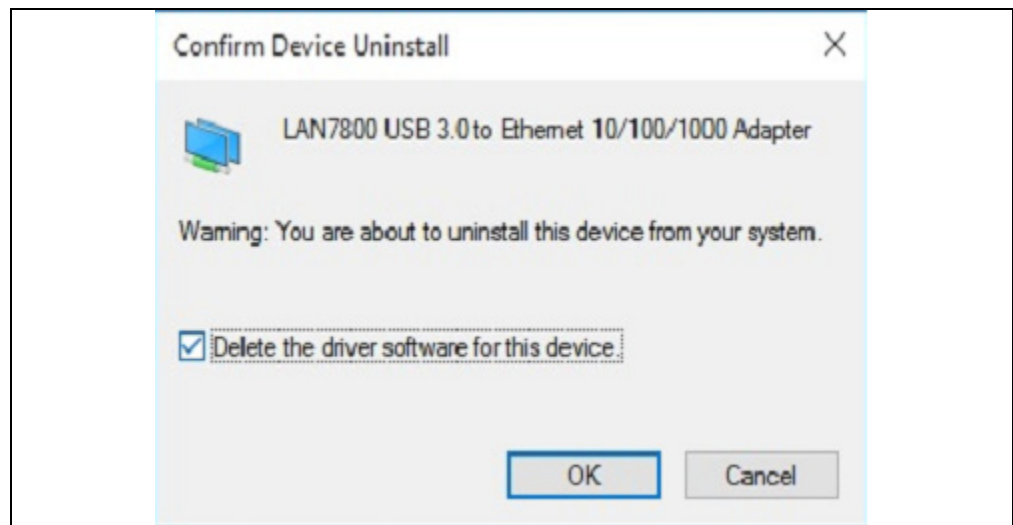 Confirm Device Uninstall
LAN7800 USB 3.0 to Ethernet 10/100/1000 Adapter
Warning: You are about to uninstall this device from your system.
Delete the driver software for this device.
OK
Cancel